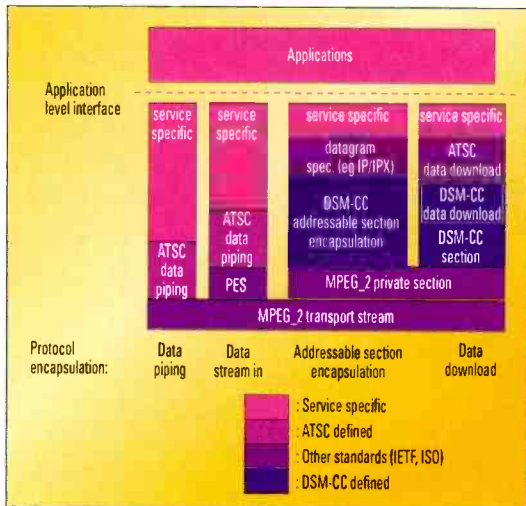 Applications
Application
level interface
service
specific
ATSC
data
piping
service
specific
ATSC
data
piping
PES
service specific
datagram
spec. (eg IP/IPX)
DSM-CC
addressable section
encapsulation
service specific
ATSC
data download
DSM-CC
data download
DSM-CC
section
MPEG_2 private section
MPEG_2 transport stream
Protocol
encapsulation:
Data
piping
Data
stream in
Addressable section
encapsulation
Data
download
: Service specific
: ATSC defined
: Other standards (IETF, ISO)
: DSM-CC defined